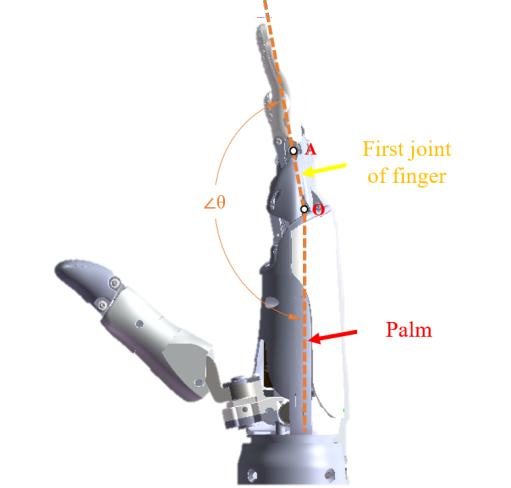 A
First joint
of finger
∠θ
O
Palm